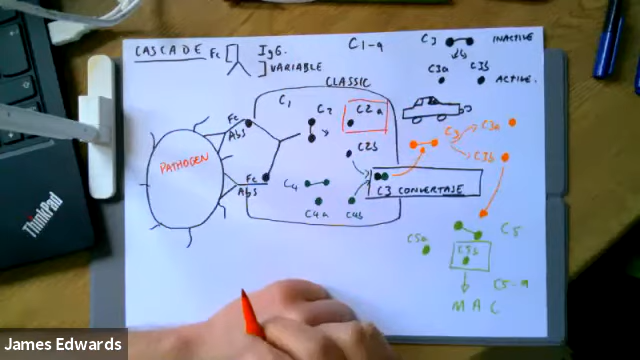 CASCADE
Fc
IgG.
VARIABLE
C1-9
C3
INACTIVE
C3a
C3b
ACTIVE.
CLASSIC
C1
C2
C2a
C2b
C4
C4a
C4b
C3 CONVERTASE
Fc
Abs
Fc
Abs
PATHOGEN
C3
C3a
C3b
C5
C5a
C5b
C5-9
MAC
ThinkPad
James Edwards